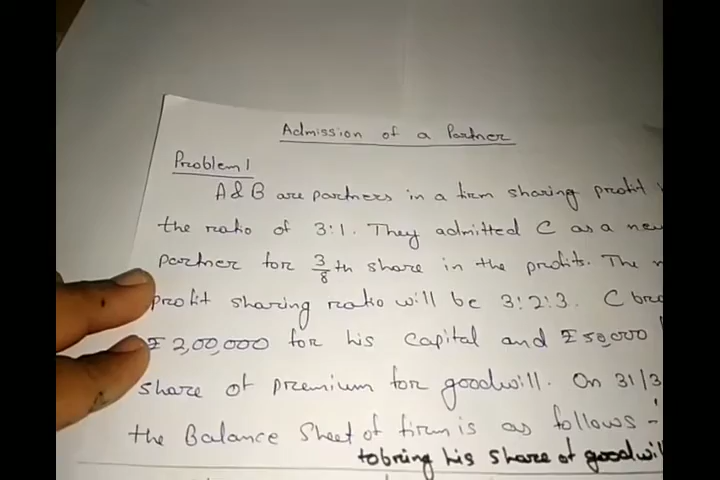 Admission of a Partner
Problem 1
A & B are partners in a firm sharing profit
the ratio of 3:1. They admitted C as a new
partner for 3/8 th share in the profits. The
profit sharing ratio will be 3:2:3. C
₹ 2,00,000 for his capital and ₹ 50,000
share of premium for goodwill. On 31/3
the Balance Sheet of firm is as follows -
to bring his share of goodwill